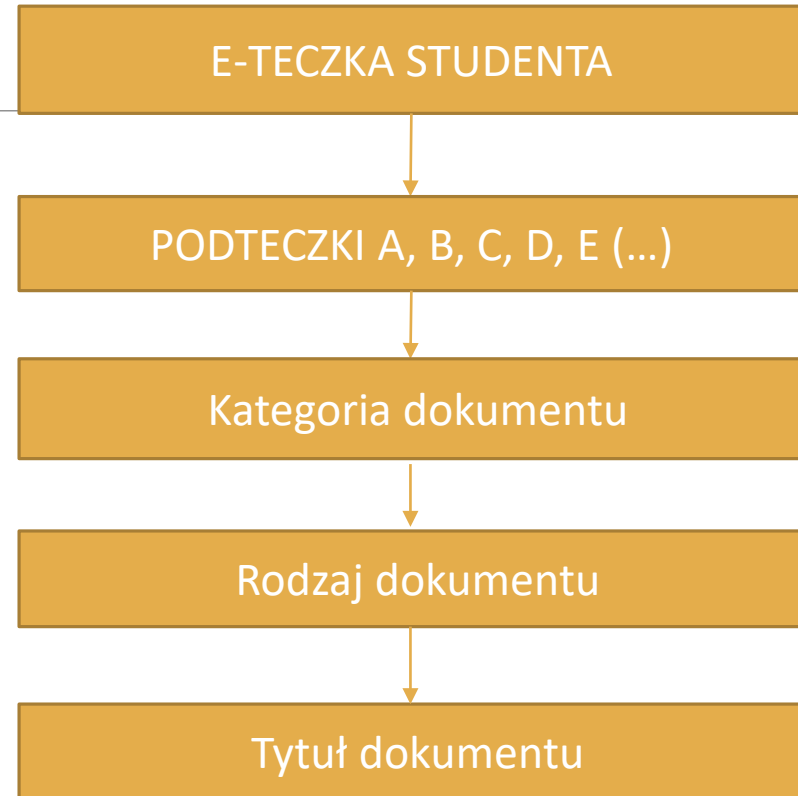 E-TECZKA STUDENTA
PODTECZKI A, B, C, D, E (…)
Kategoria dokumentu
Rodzaj dokumentu
Tytuł dokumentu